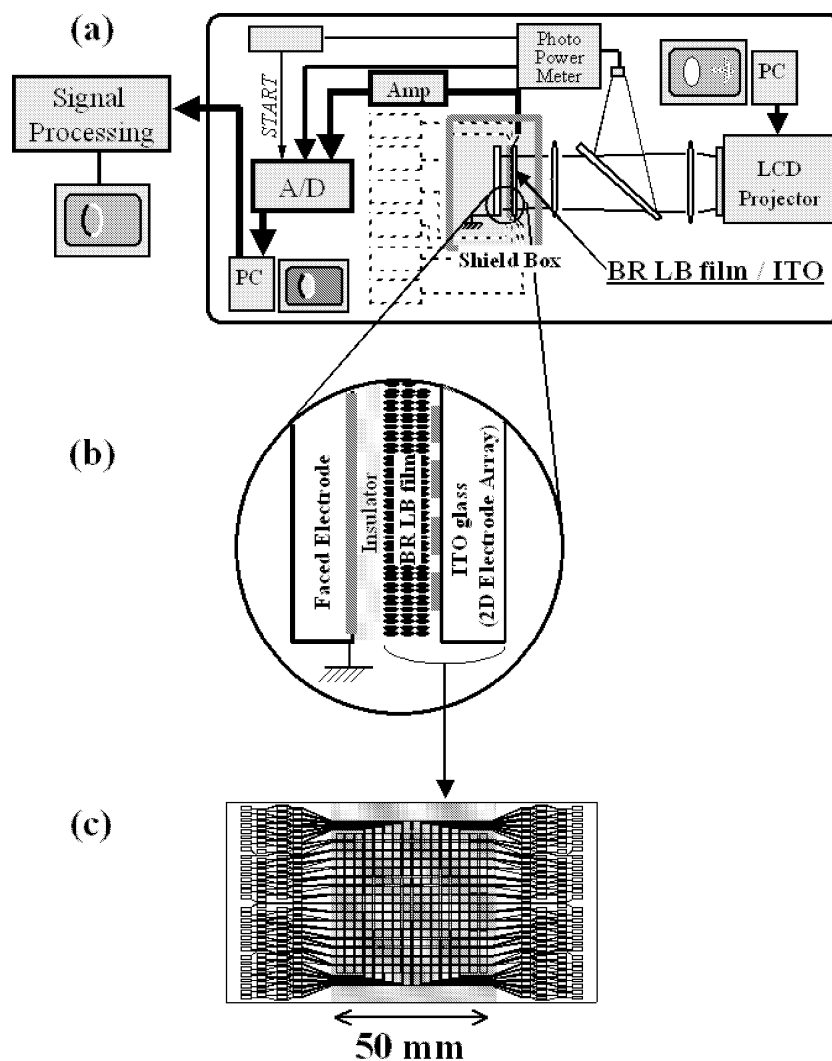 (a)
Signal
Processing
START
A/D
PC
Amp
Photo
Power
Meter
PC
LCD
Projector
Shield Box
BR LB film / ITO
(b)
Faced Electrode
Insulator
BR LB film
ITO glass
(2D Electrode Array)
(c)
50 mm